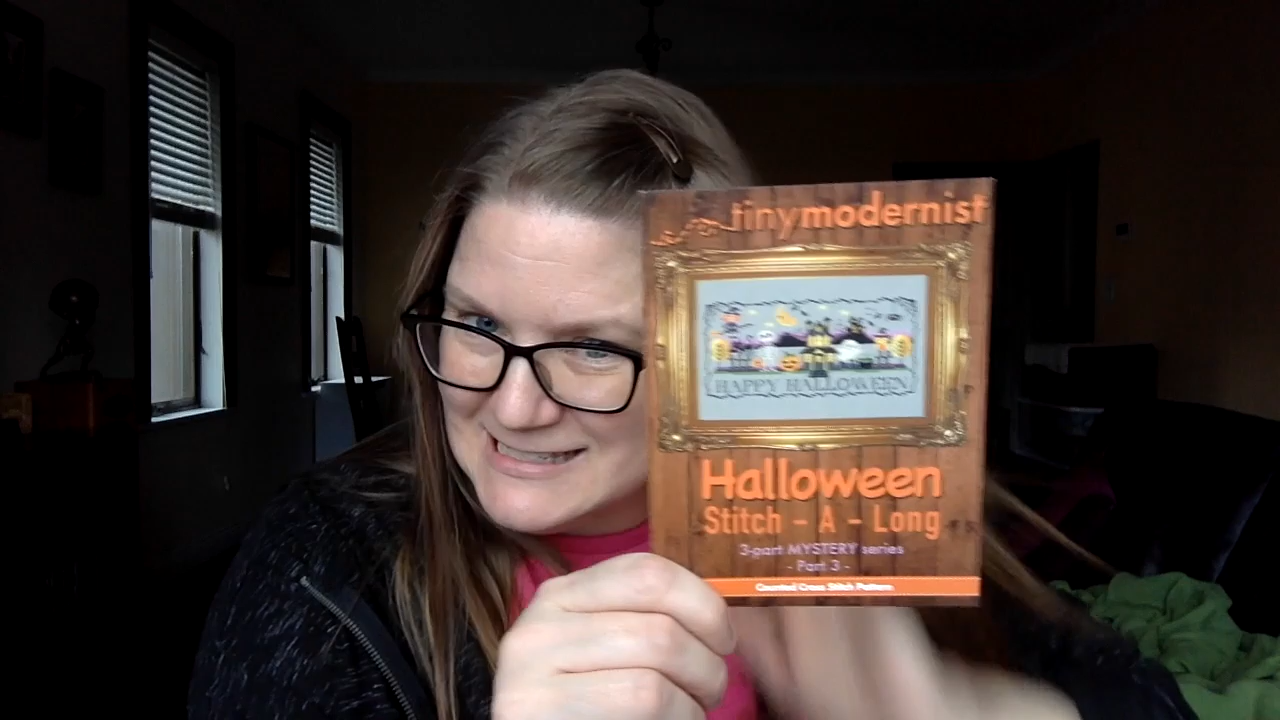 tinymodernist
HAPPY HALLOWEEN
Halloween
Stitch - A - Long
3-part MYSTERY series
- Part 3 -
Counted Cross Stitch Pattern